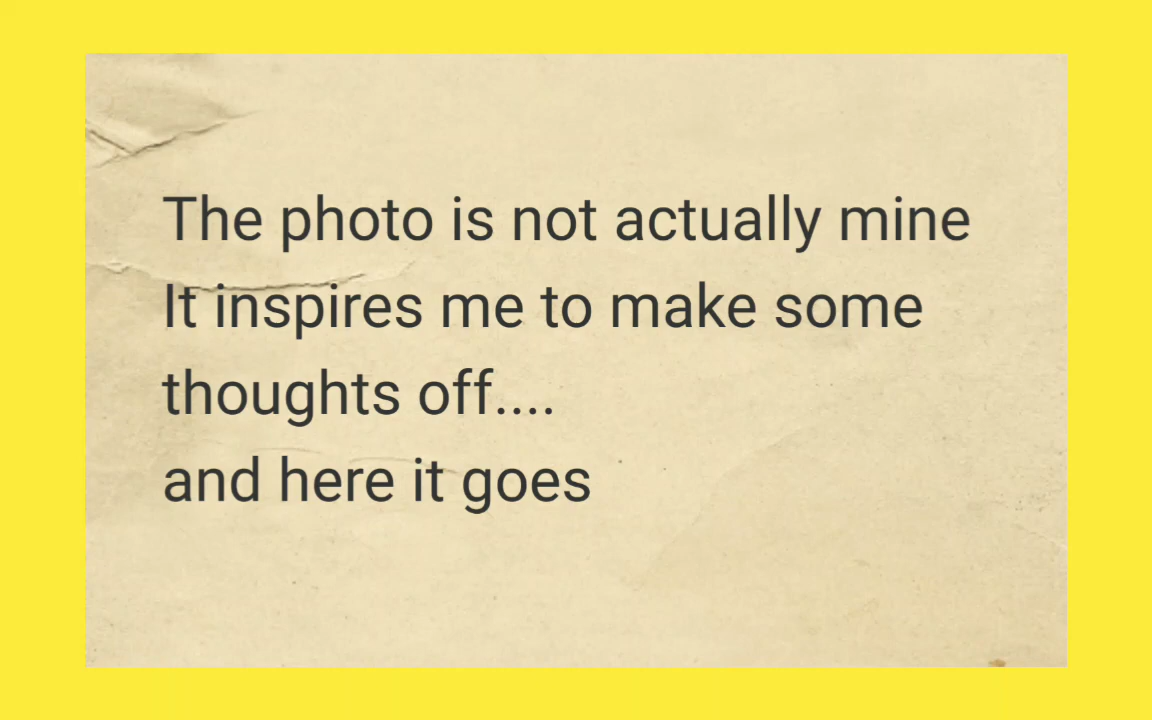 The photo is not actually mine
It inspires me to make some
thoughts off....
and here it goes